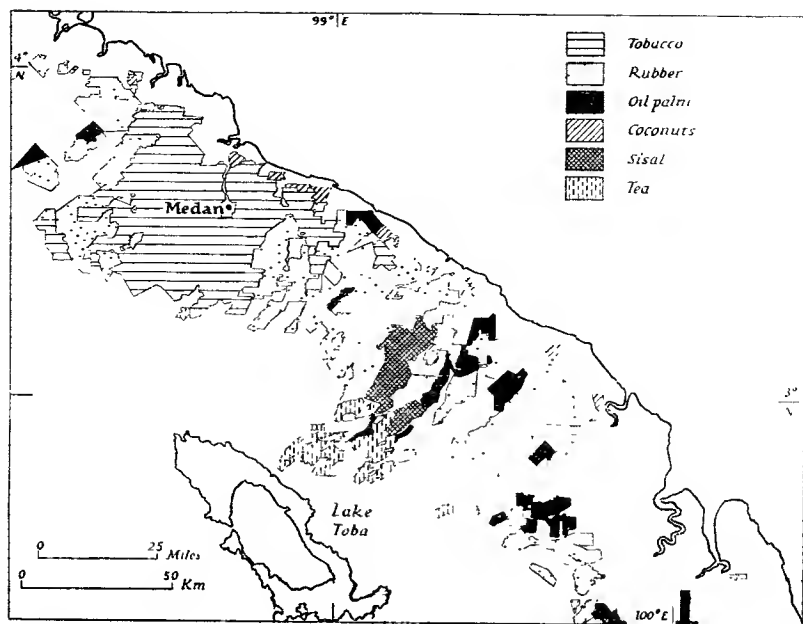 99° E
4°
N
Tobacco
Rubber
Oil palm
Coconuts
Sisal
Tea
Medan
3°
N
Lake
Toba
0 25 Miles
0 50 Km
100° E